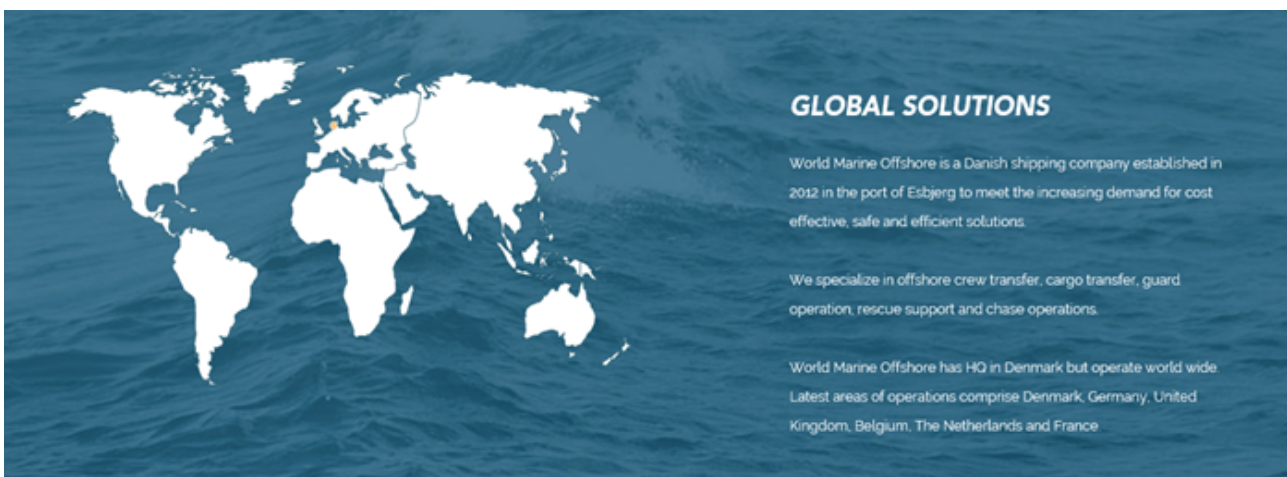 GLOBAL SOLUTIONS
World Marine Offshore is a Danish shipping company established in
2012 in the port of Esbjerg to meet the increasing demand for cost
effective, safe and efficient solutions.
We specialize in offshore crew transfer, cargo transfer, guard
operation, rescue support and chase operations.
World Marine Offshore has HQ in Denmark but operate world wide.
Latest areas of operations comprise Denmark, Germany, United
Kingdom, Belgium, The Netherlands and France